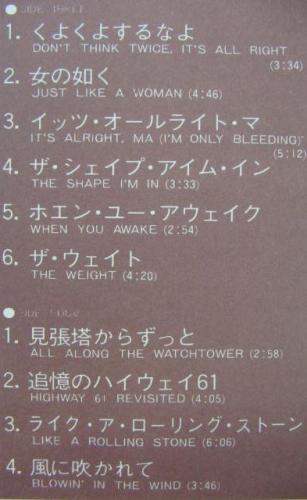 SIDE THREE
1. くよくよするなよ
DON'T THINK TWICE, IT'S ALL RIGHT
(3:34)
2. 女の如く
JUST LIKE A WOMAN (4:46)
3. イッツ・オールライト・マ
IT'S ALRIGHT, MA (I'M ONLY BLEEDING)
(5:12)
4. ザ・シェイプ・アイム・イン
THE SHAPE I'M IN (3:33)
5. ホエン・ユー・アウェイク
WHEN YOU AWAKE (2:54)
6. ザ・ウェイト
THE WEIGHT (4:20)
SIDE FOUR
1. 見張塔からずっと
ALL ALONG THE WATCHTOWER (2:58)
2. 追憶のハイウェイ61
HIGHWAY 61 REVISITED (4:05)
3. ライク・ア・ローリング・ストーン
LIKE A ROLLING STONE (6:06)
4. 風に吹かれて
BLOWIN' IN THE WIND (3:46)